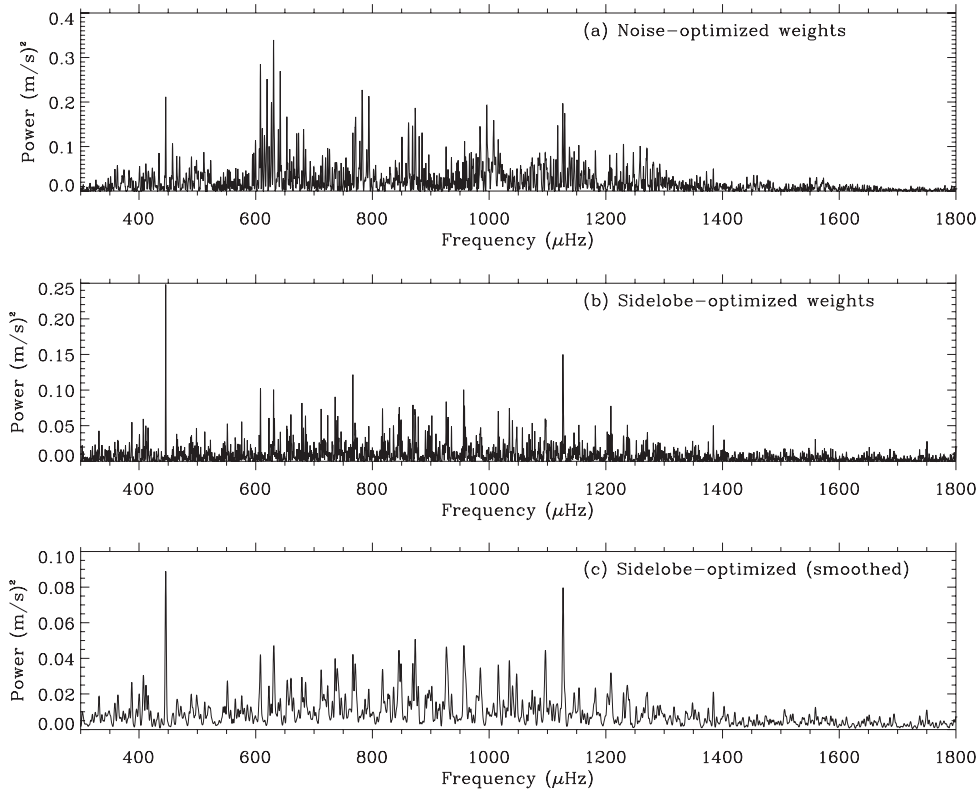 (a) Noise-optimized weights
Power (m/s)²
0.4
0.3
0.2
0.1
0.0
400 600 800 1000 1200 1400 1600 1800
Frequency (μHz)
(b) Sidelobe-optimized weights
Power (m/s)²
0.25
0.20
0.15
0.10
0.05
0.00
400 600 800 1000 1200 1400 1600 1800
Frequency (μHz)
(c) Sidelobe-optimized (smoothed)
Power (m/s)²
0.10
0.08
0.06
0.04
0.02
0.00
400 600 800 1000 1200 1400 1600 1800
Frequency (μHz)